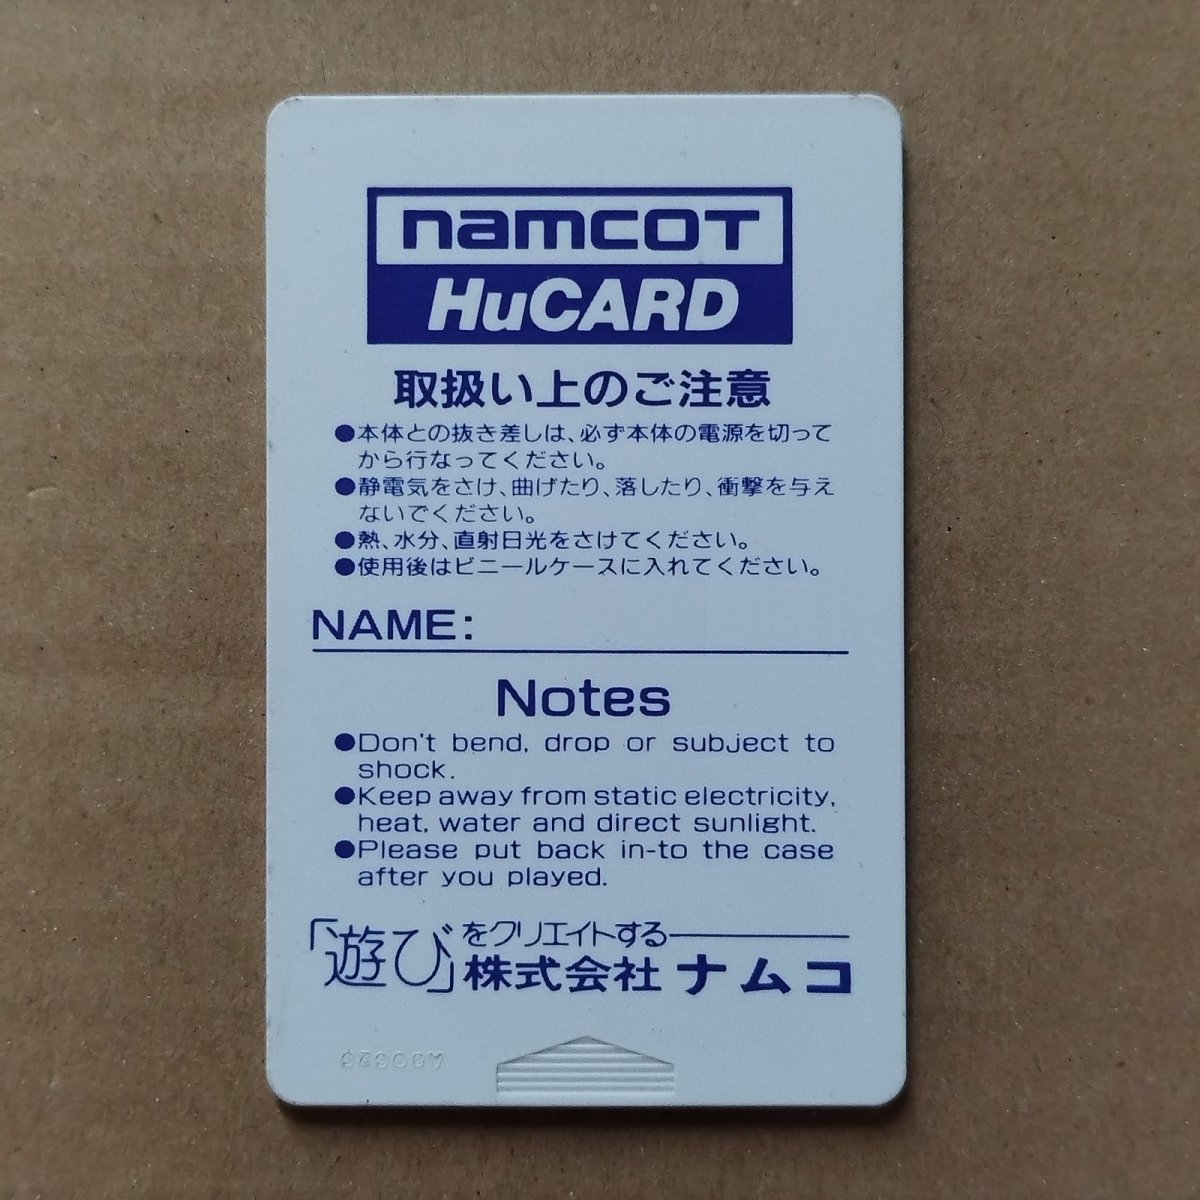 namcot
HuCARD
取扱い上のご注意
●本体との抜き差しは、必ず本体の電源を切って
から行なってください。
●静電気をさけ、曲げたり、落したり、衝撃を与え
ないでください。
●熱、水分、直射日光をさけてください。
●使用後はビニールケースに入れてください。
NAME:
Notes
●Don't bend, drop or subject to
shock.
●Keep away from static electricity,
heat, water and direct sunlight.
●Please put back in-to the case
after you played.
「遊び」をクリエイトする
株式会社 ナムコ